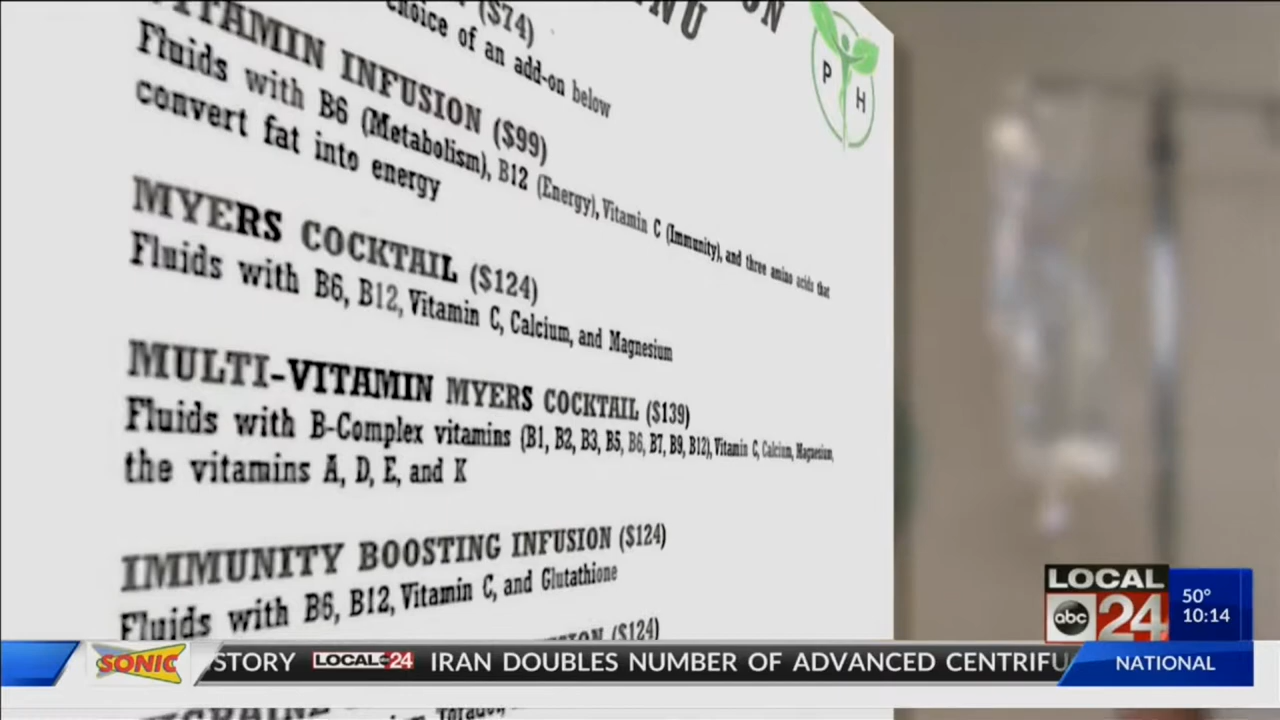 ON
NU
($74)
choice of an add-on below
VITAMIN INFUSION ($99)
Fluids with B6 (Metabolism), B12 (Energy), Vitamin C (Immunity), and three amino acids that
convert fat into energy
MYERS COCKTAIL ($124)
Fluids with B6, B12, Vitamin C, Calcium, and Magnesium
MULTI-VITAMIN MYERS COCKTAIL ($139)
Fluids with B-Complex vitamins (B1, B2, B3, B5, B6, B7, B9, B12), Vitamin C, Calcium, Magnesium,
the vitamins A, D, E, and K
IMMUNITY BOOSTING INFUSION ($124)
Fluids with B6, B12, Vitamin C, and Glutathione
($124)
P H
LOCAL
abc 24
50°
10:14
SONIC STORY LOCAL 24 IRAN DOUBLES NUMBER OF ADVANCED CENTRIFU
NATIONAL